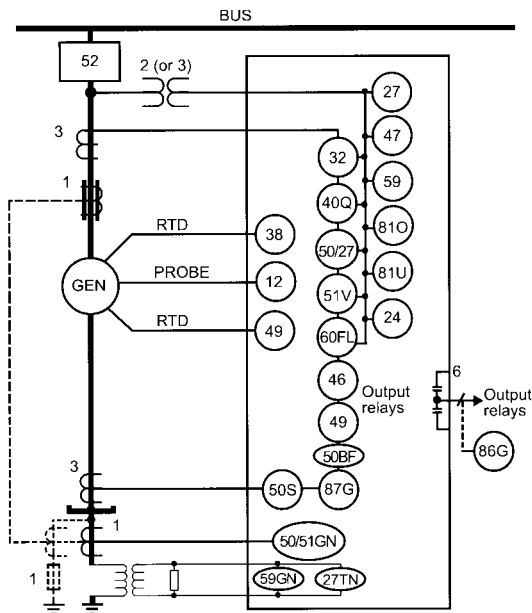 BUS
52
2 (or 3)
27
3
47
32
1
59
40Q
RTD
38
81O
50/27
GEN
PROBE
12
81U
51V
RTD
49
24
60FL
46
6
Output
relays
Output
relays
49
50BF
86G
3
50S
87G
1
50/51GN
1
59GN
27TN